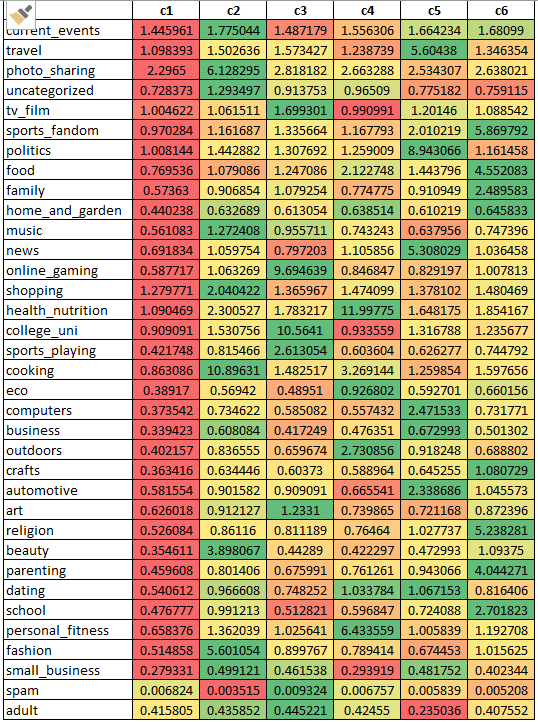 c1 c2 c3 c4 c5 c6
current_events 1.445961 1.775044 1.487179 1.556306 1.664234 1.68099
travel 1.098393 1.502636 1.573427 1.238739 5.60438 1.346354
photo_sharing 2.2965 6.128295 2.818182 2.663288 2.534307 2.638021
uncategorized 0.728373 1.293497 0.913753 0.96509 0.775182 0.759115
tv_film 1.004622 1.061511 1.699301 0.990991 1.20146 1.088542
sports_fandom 0.970284 1.161687 1.335664 1.167793 2.010219 5.869792
politics 1.008144 1.442882 1.307692 1.259009 8.943066 1.161458
food 0.769536 1.079086 1.247086 2.122748 1.443796 4.552083
family 0.57363 0.906854 1.079254 0.774775 0.910949 2.489583
home_and_garden 0.440238 0.632689 0.613054 0.638514 0.610219 0.645833
music 0.561083 1.272408 0.955711 0.743243 0.637956 0.747396
news 0.691834 1.059754 0.797203 1.105856 5.308029 1.036458
online_gaming 0.587717 1.063269 9.694639 0.846847 0.829197 1.007813
shopping 1.279771 2.040422 1.365967 1.474099 1.378102 1.480469
health_nutrition 1.090469 2.300527 1.783217 11.99775 1.648175 1.854167
college_uni 0.909091 1.530756 10.5641 0.933559 1.316788 1.235677
sports_playing 0.421748 0.815466 2.613054 0.603604 0.626277 0.744792
cooking 0.863086 10.89631 1.482517 3.269144 1.259854 1.597656
eco 0.38917 0.56942 0.48951 0.926802 0.592701 0.660156
computers 0.373542 0.734622 0.585082 0.557432 2.471533 0.731771
business 0.339423 0.608084 0.417249 0.476351 0.672993 0.501302
outdoors 0.402157 0.836555 0.659674 2.730856 0.918248 0.688802
crafts 0.363416 0.634446 0.60373 0.588964 0.645255 1.080729
automotive 0.581554 0.901582 0.909091 0.665541 2.338686 1.045573
art 0.626018 0.912127 1.2331 0.739865 0.721168 0.872396
religion 0.526084 0.86116 0.811189 0.76464 1.027737 5.238281
beauty 0.354611 3.898067 0.44289 0.422297 0.472993 1.09375
parenting 0.459608 0.801406 0.675991 0.761261 0.943066 4.044271
dating 0.540612 0.966608 0.748252 1.033784 1.067153 0.816406
school 0.476777 0.991213 0.512821 0.596847 0.724088 2.701823
personal_fitness 0.658376 1.362039 1.025641 6.433559 1.005839 1.192708
fashion 0.514858 5.601054 0.899767 0.789414 0.674453 1.015625
small_business 0.279331 0.499121 0.461538 0.293919 0.481752 0.402344
spam 0.006824 0.003515 0.009324 0.006757 0.005839 0.005208
adult 0.415805 0.435852 0.445221 0.42455 0.235036 0.407552